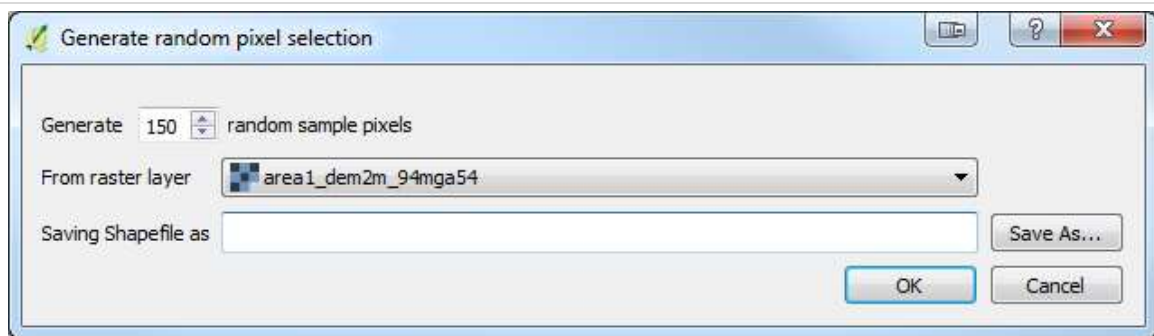 Generate random pixel selection
Generate 150 random sample pixels
From raster layer area1_dem2m_94mga54
Saving Shapefile as Save As...
OK Cancel